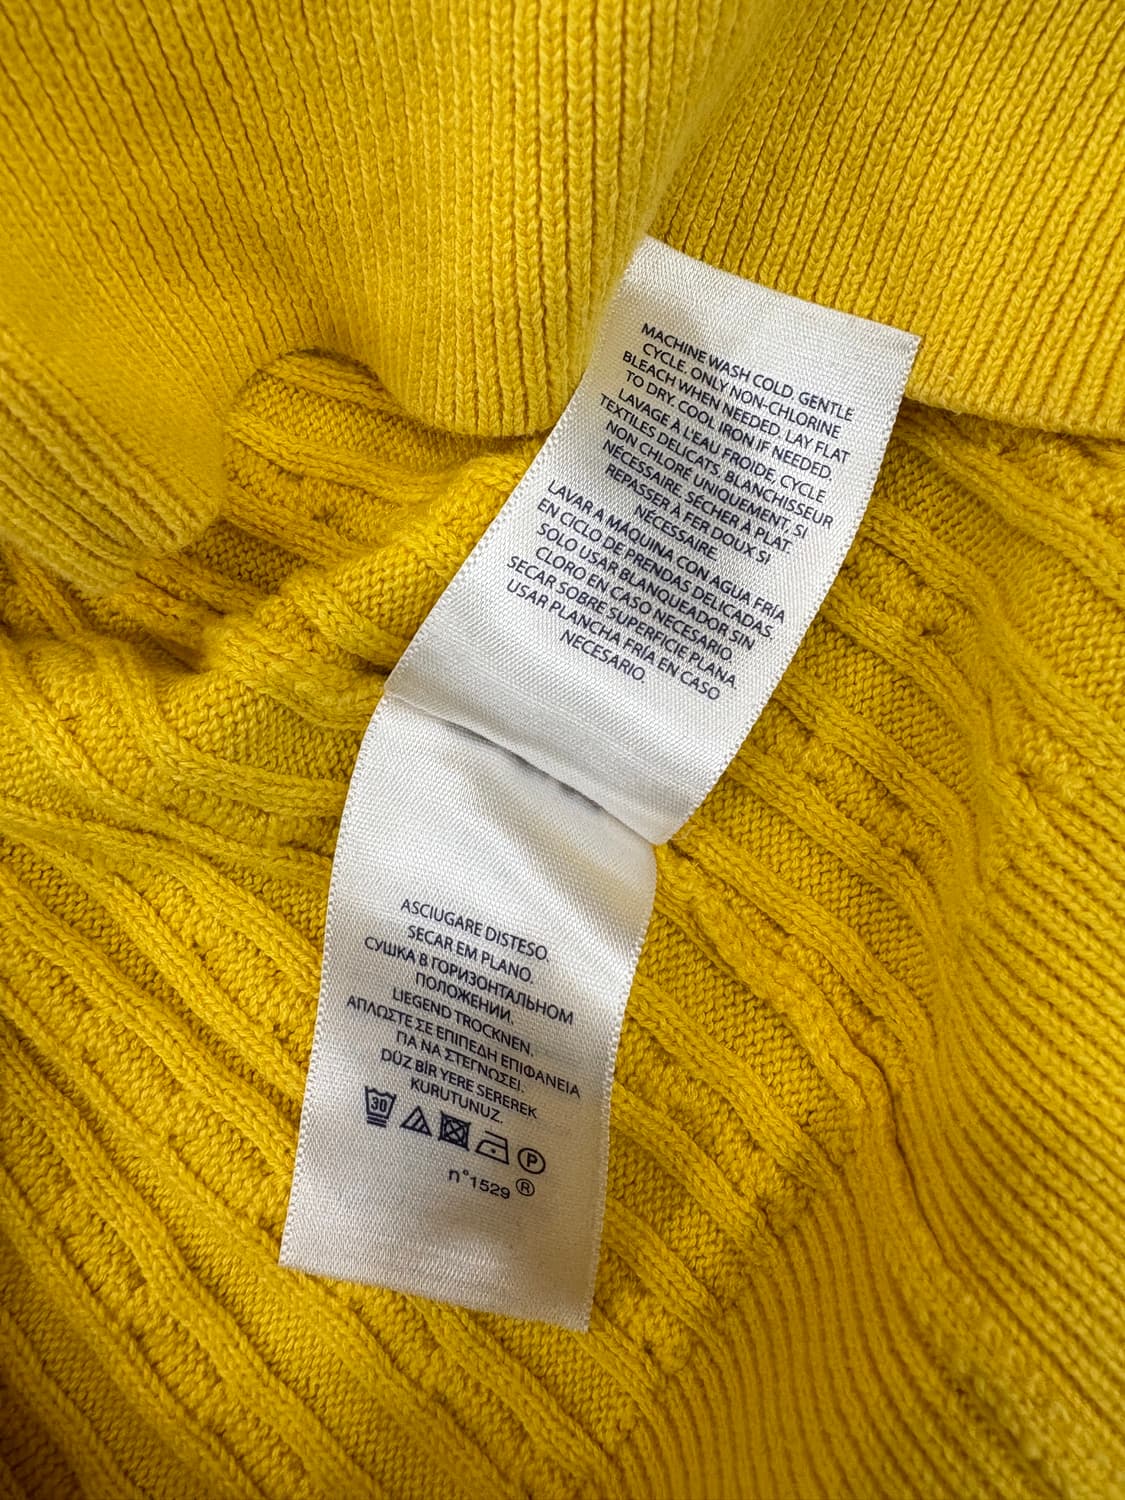 MACHINE WASH COLD, GENTLE
CYCLE. ONLY NON-CHLORINE
BLEACH WHEN NEEDED. LAY FLAT
TO DRY. COOL IRON IF NEEDED.
LAVAGE À L'EAU FROIDE, CYCLE
TEXTILES DELICATS, BLANCHISSEUR
NON CHLORÉ UNIQUEMENT, SI
NÉCESSAIRE. SÉCHER À PLAT.
REPASSER À FER DOUX SI
NÉCESSAIRE.
LAVAR A MÁQUINA CON AGUA FRÍA
EN CICLO DE PRENDAS DELICADAS.
SOLO USAR BLANQUEADOR SIN
CLORO EN CASO NECESARIO.
SECAR SOBRE SUPERFICIE PLANA.
USAR PLANCHA FRIA EN CASO
NECESARIO.
ASCIUGARE DISTESO.
SECAR EM PLANO.
СУШКА В ГОРИЗОНТАЛЬНОМ
ПОЛОЖЕНИИ.
LIEGEND TROCKNEN.
ΑΠΛΩΣΤΕ ΣΕ ΕΠΙΠΕΔΗ ΕΠΙΦΑΝΕΙΑ
ΓΙΑ ΝΑ ΣΤΕΓΝΩΣΕΙ.
DÜZ BİR YERE SEREREK
KURUTUNUZ.
30 P
n°1529 ®